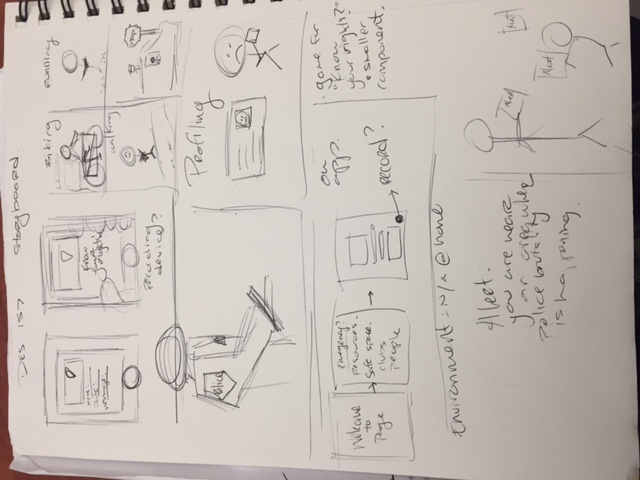 DES 157 Storyboard
Know
your
rights
Recording
device?
Biking
Running
walking
stop
Police
Profiling
Welcome
to
Page
Emergency?
Resources.
Safe space.
clubs
people
on
app.
RECORD?
game for
"Know
your rights?"
smaller
component.
Environment = N/A @ home
Alert:
you are near
an area where
police brutality
is happening.
Alert
Alert
Alert